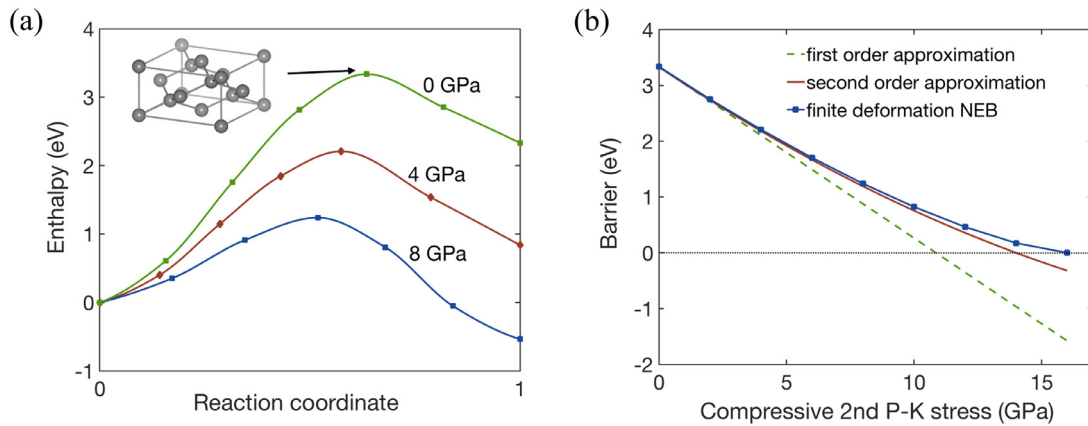 (a)
4
3
2
1
0
-1
Enthalpy (eV)
0 GPa
4 GPa
8 GPa
0
1
Reaction coordinate
(b)
4
3
2
1
0
-1
-2
Barrier (eV)
first order approximation
second order approximation
finite deformation NEB
0
5
10
15
Compressive 2nd P-K stress (GPa)